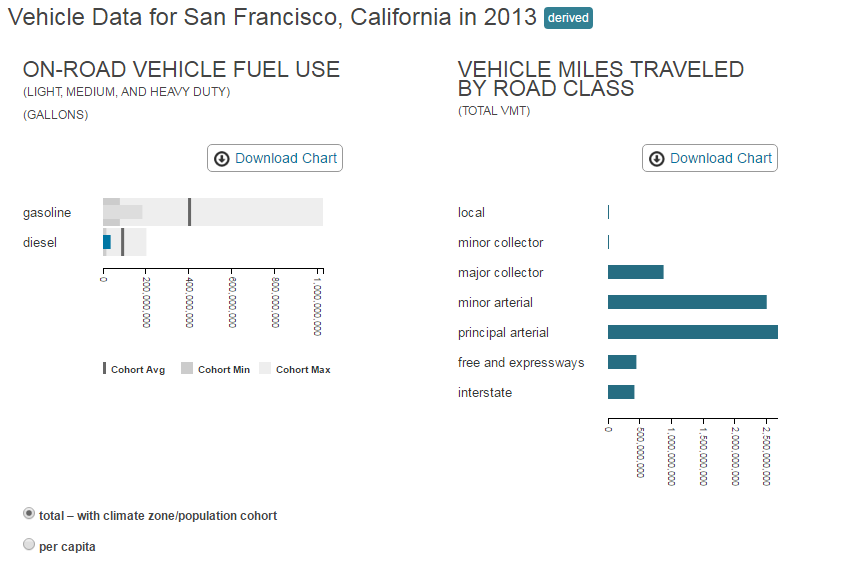 Vehicle Data for San Francisco, California in 2013 derived
ON-ROAD VEHICLE FUEL USE
(LIGHT, MEDIUM, AND HEAVY DUTY)
(GALLONS)
Download Chart
gasoline
diesel
0
200,000,000
400,000,000
600,000,000
800,000,000
1,000,000,000
Cohort Avg Cohort Min Cohort Max
total – with climate zone/population cohort
per capita
VEHICLE MILES TRAVELED
BY ROAD CLASS
(TOTAL VMT)
Download Chart
local
minor collector
major collector
minor arterial
principal arterial
free and expressways
interstate
0
500,000,000
1,000,000,000
1,500,000,000
2,000,000,000
2,500,000,000